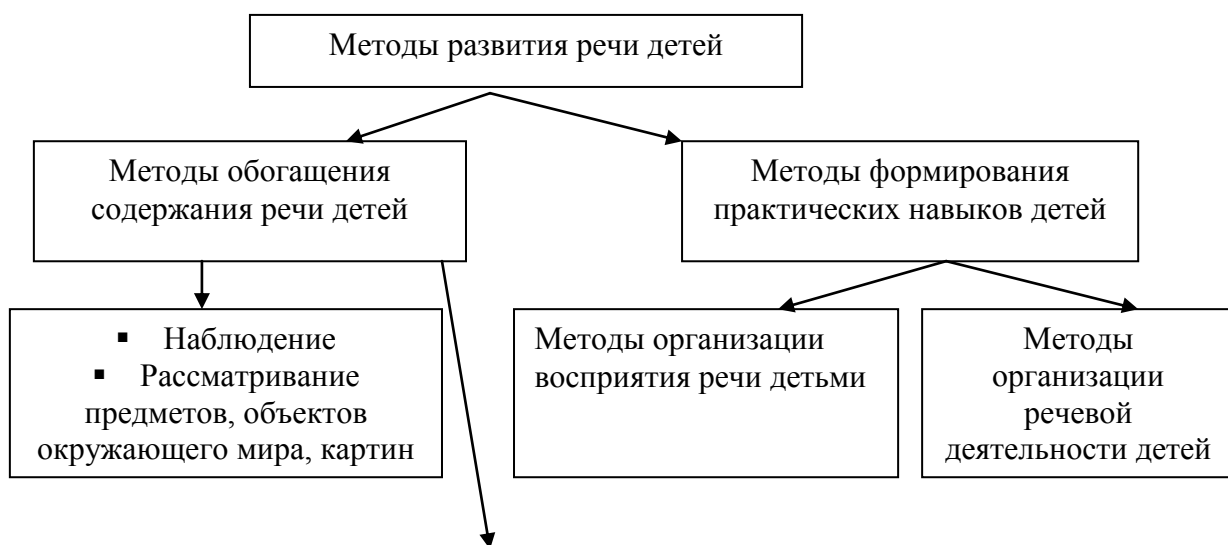 Методы развития речи детей
Методы обогащения
содержания речи детей
Методы формирования
практических навыков детей
▪ Наблюдение
▪ Рассматривание
предметов, объектов
окружающего мира, картин
Методы организации
восприятия речи детьми
Методы
организации
речевой
деятельности детей